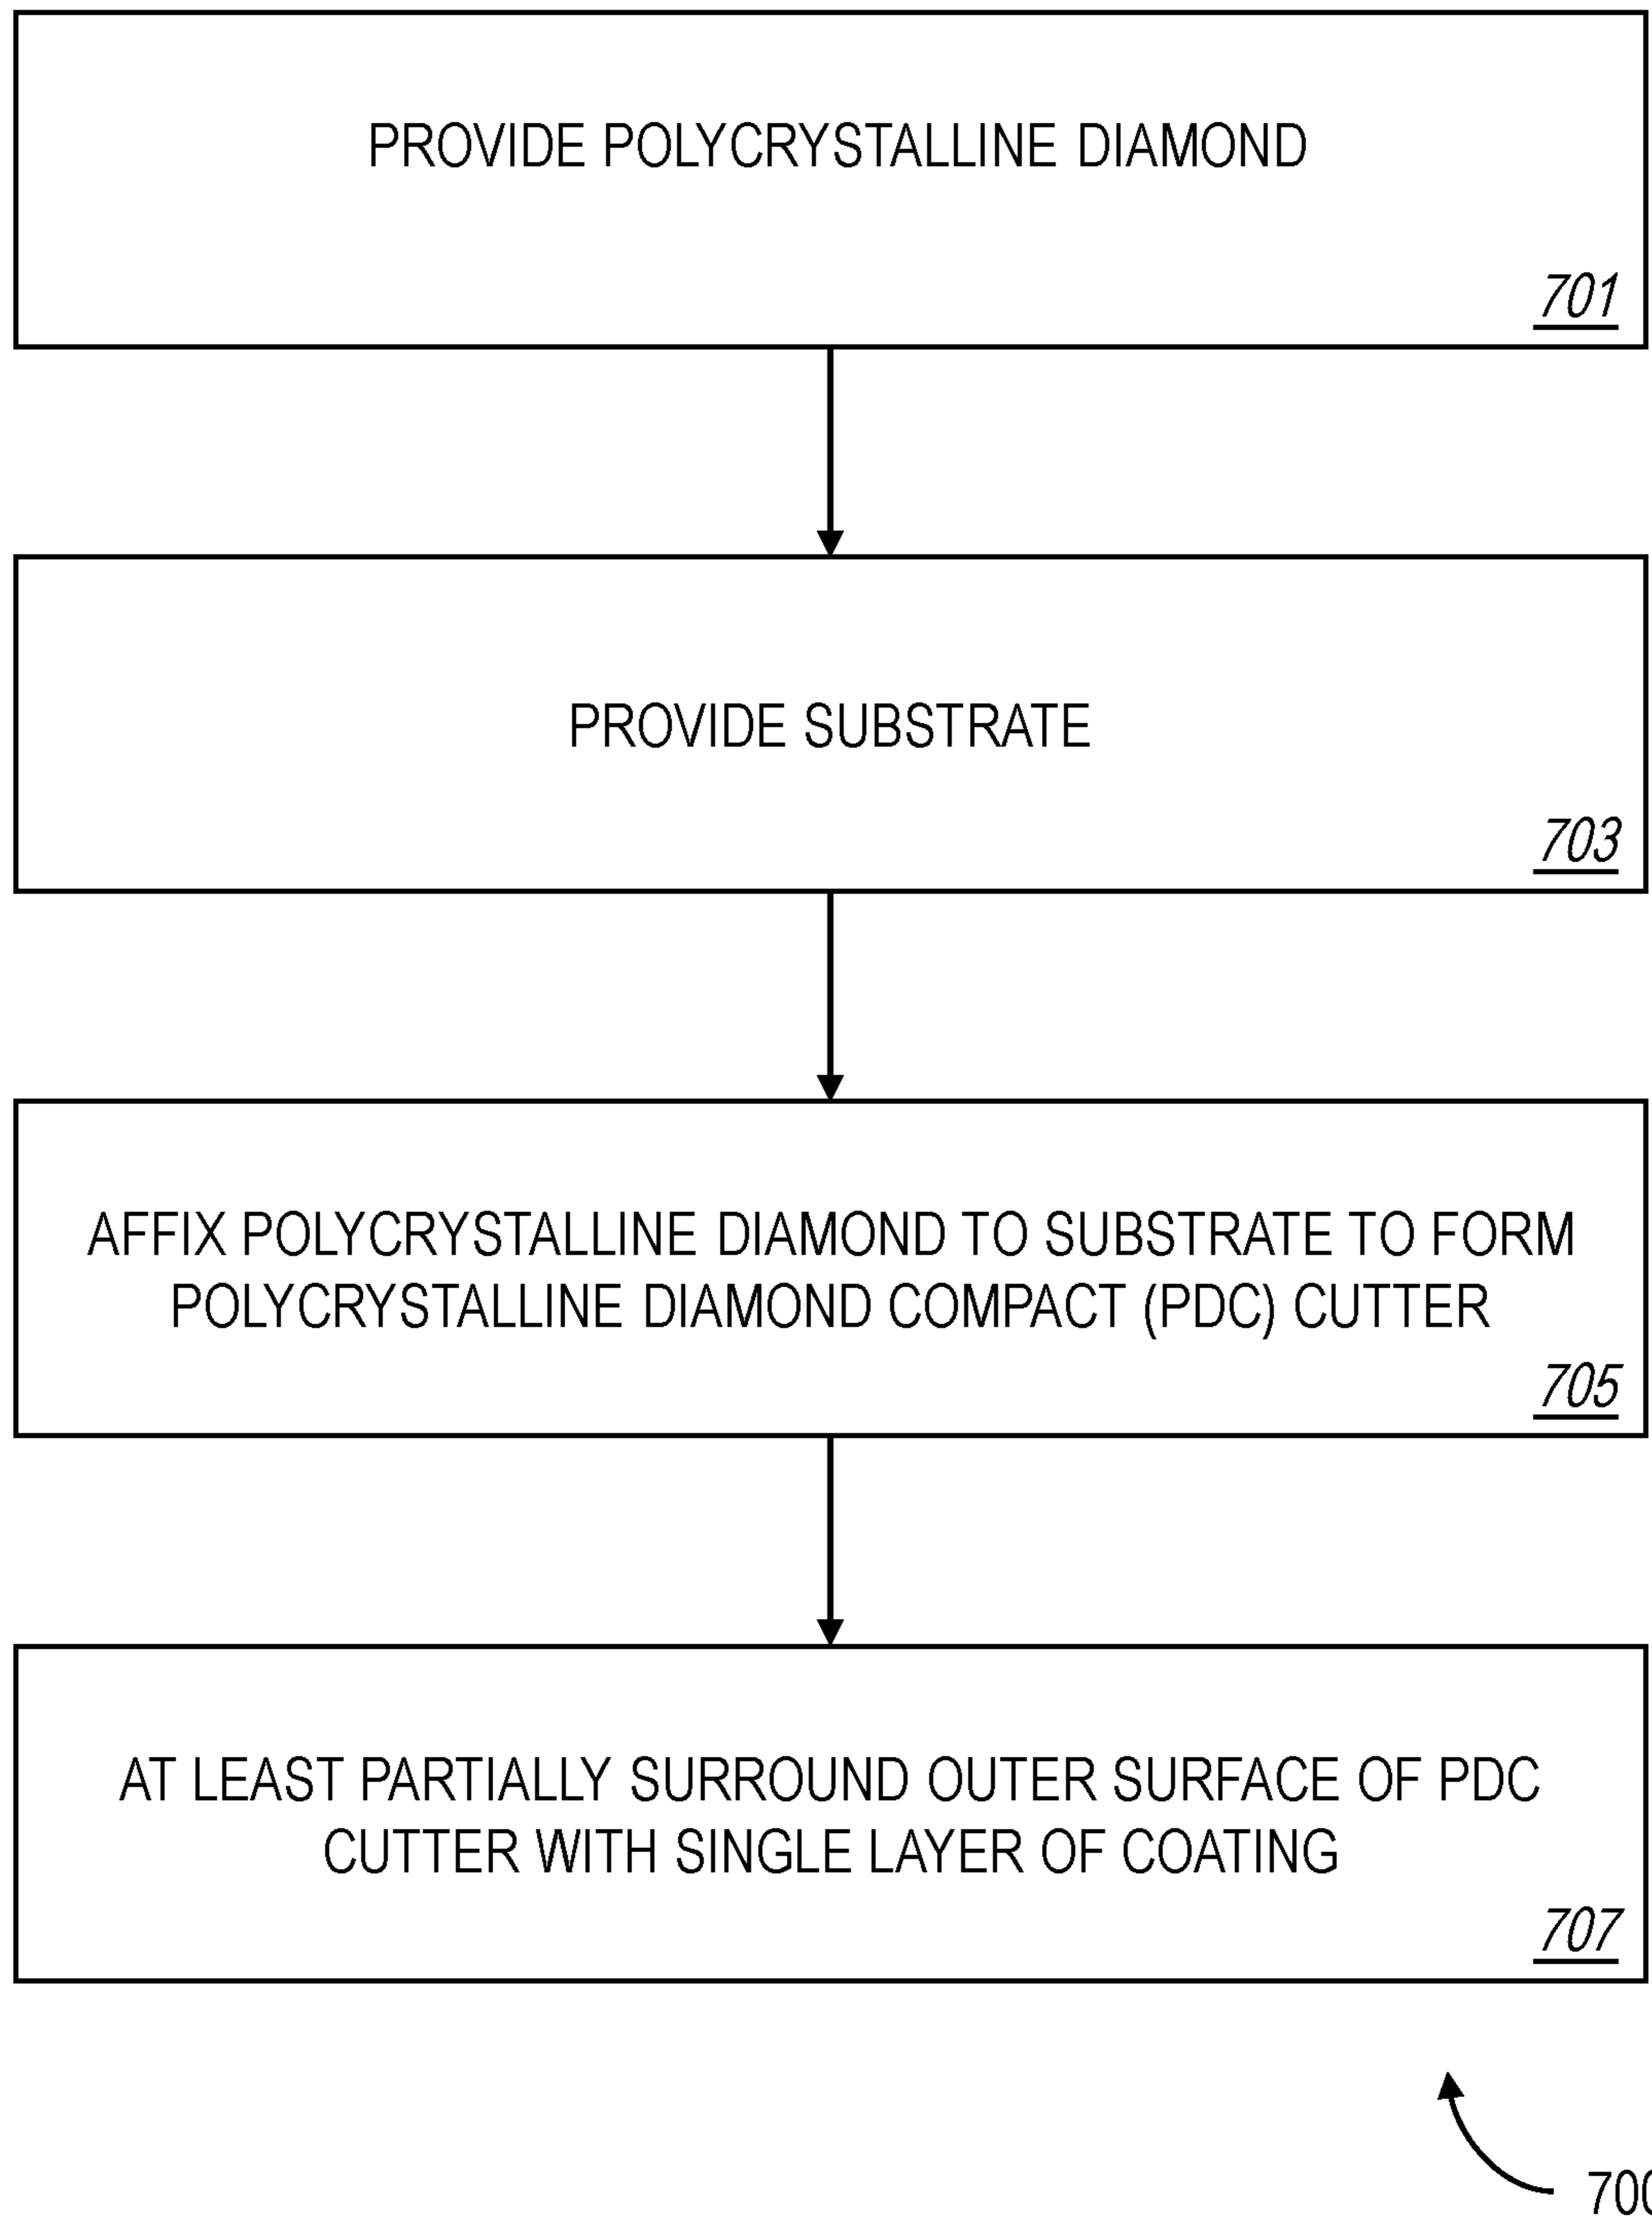 PROVIDE POLYCRYSTALLINE DIAMOND
701
PROVIDE SUBSTRATE
703
AFFIX POLYCRYSTALLINE DIAMOND TO SUBSTRATE TO FORM
POLYCRYSTALLINE DIAMOND COMPACT (PDC) CUTTER
705
AT LEAST PARTIALLY SURROUND OUTER SURFACE OF PDC
CUTTER WITH SINGLE LAYER OF COATING
707
700